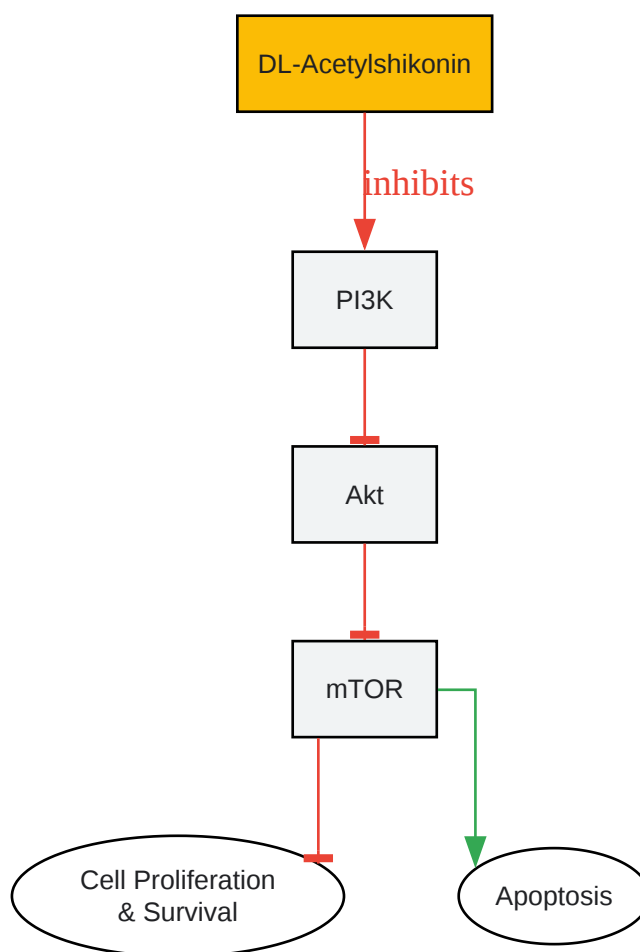 DL-Acetylshikonin
inhibits
PI3K
Akt
mTOR
Cell Proliferation
& Survival
Apoptosis